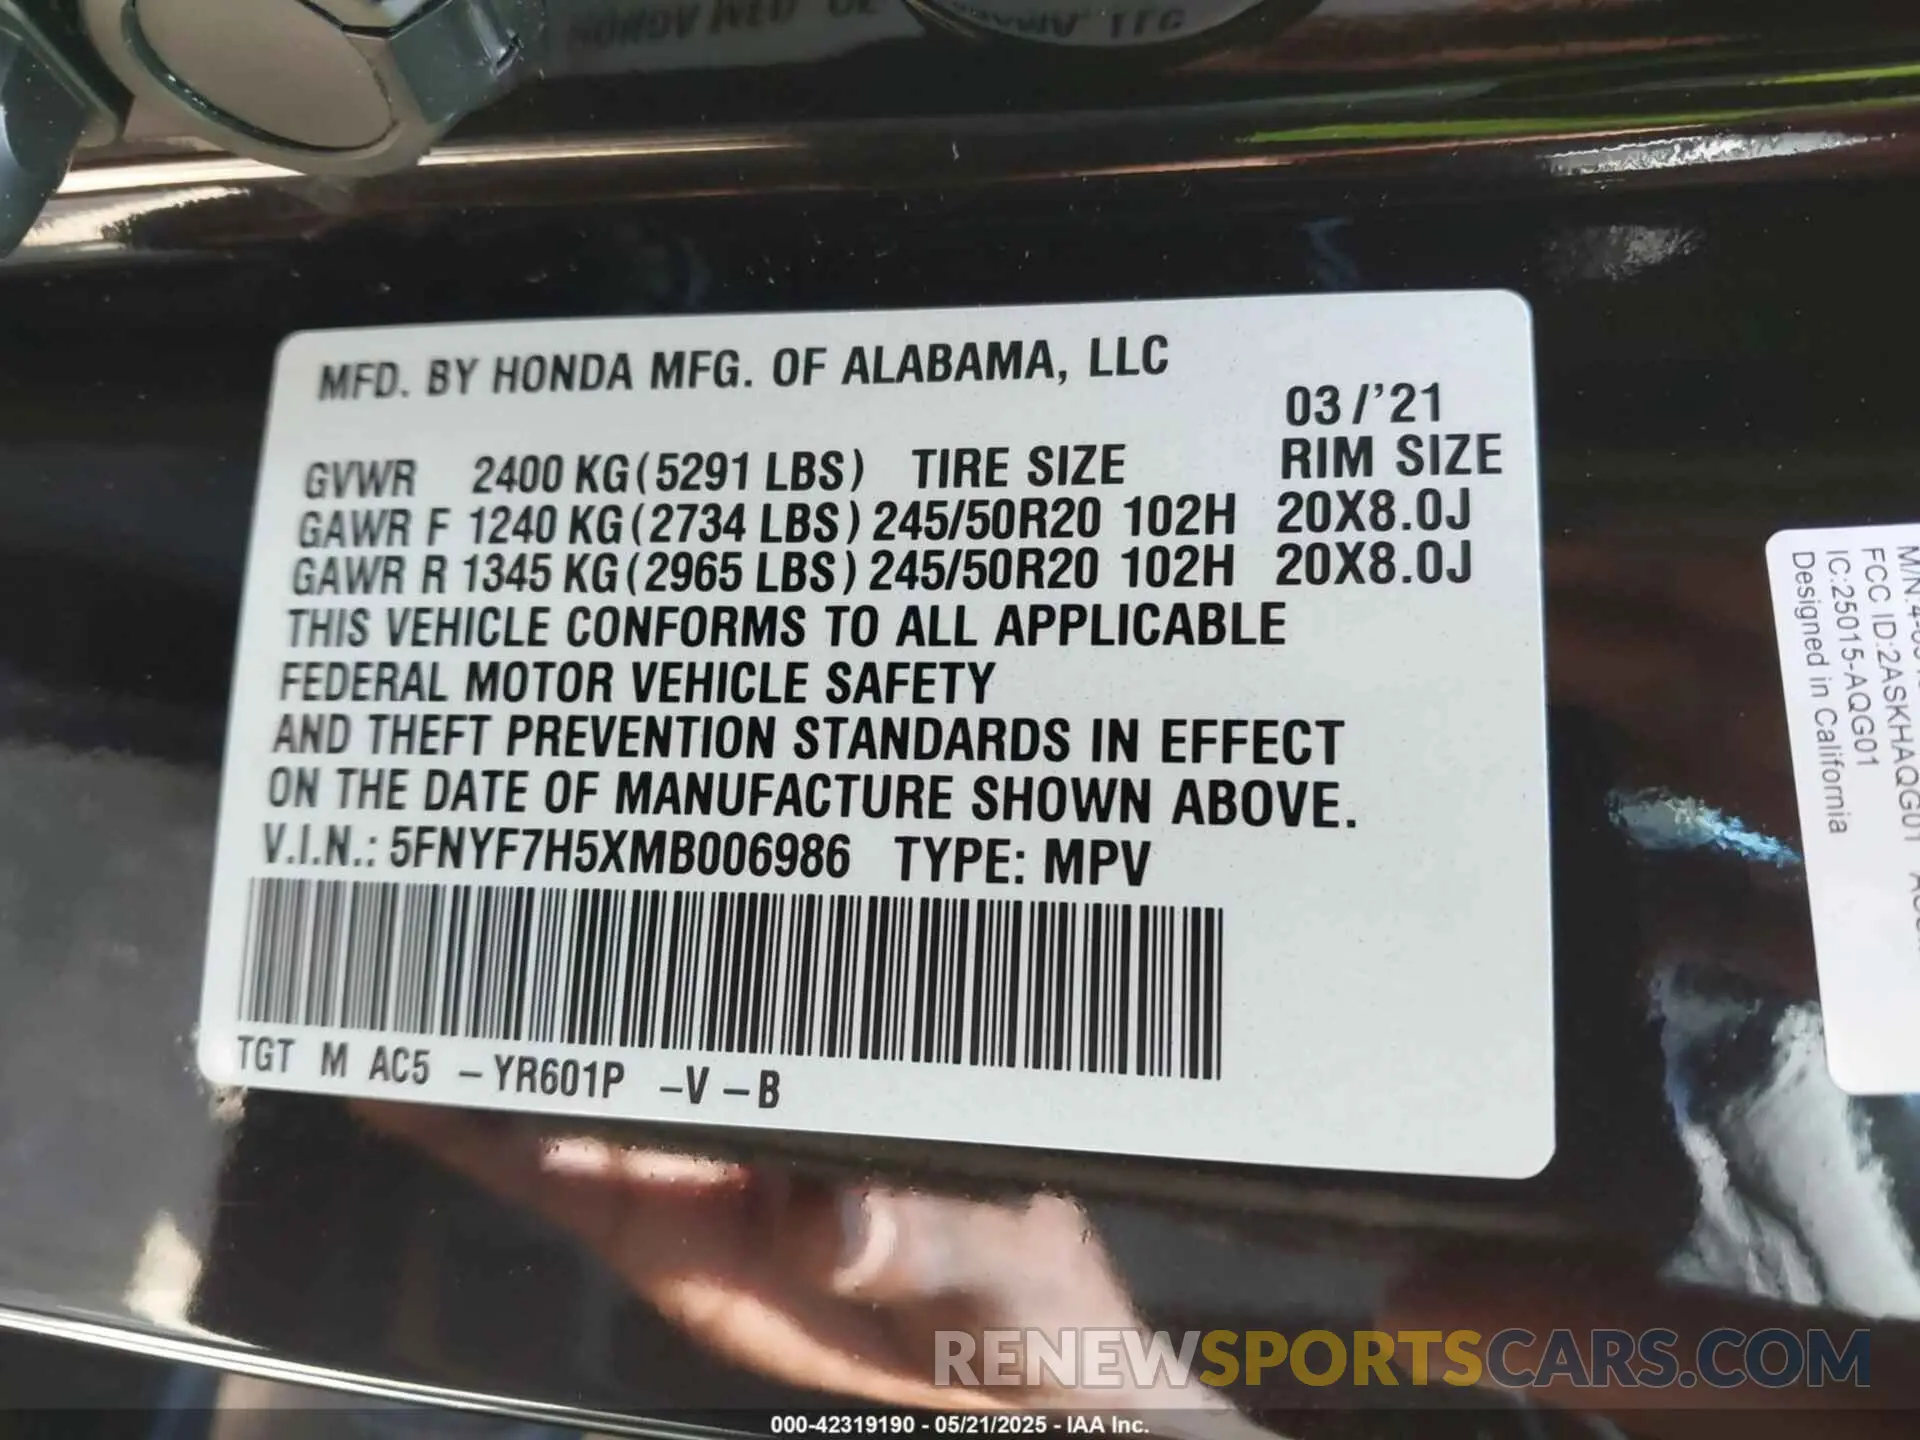 MFD. BY HONDA MFG. OF ALABAMA, LLC
03/'21
GVWR 2400 KG (5291 LBS) TIRE SIZE RIM SIZE
GAWR F 1240 KG (2734 LBS) 245/50R20 102H 20X8.0J
GAWR R 1345 KG (2965 LBS) 245/50R20 102H 20X8.0J
THIS VEHICLE CONFORMS TO ALL APPLICABLE
FEDERAL MOTOR VEHICLE SAFETY
AND THEFT PREVENTION STANDARDS IN EFFECT
ON THE DATE OF MANUFACTURE SHOWN ABOVE.
V.I.N.: 5FNYF7H5XMB006986 TYPE: MPV
TGT M AC5 – YR601P –V – B
FCC ID:2ASKHAQG01
IC:25015-AQG01
Designed in California
RENEWSPORTSCARS.COM
000-42319190 - 05/21/2025 - IAA Inc.